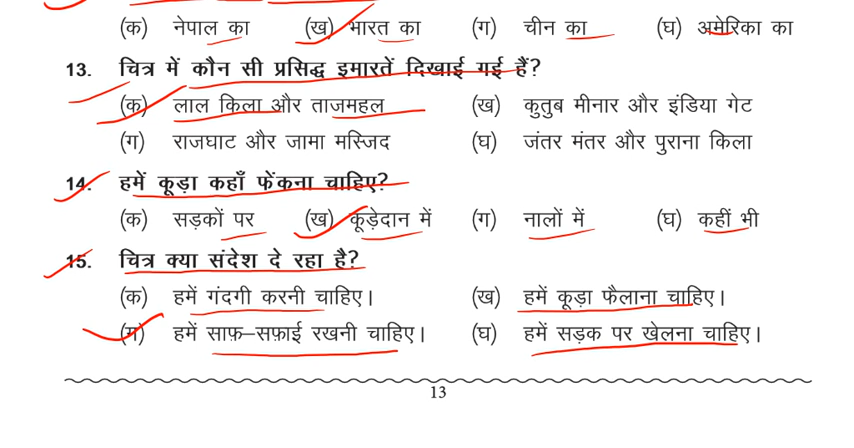 (क) नेपाल का (ख) भारत का (ग) चीन का (घ) अमेरिका का
13. चित्र में कौन सी प्रसिद्ध इमारतें दिखाई गई हैं?
(क) लाल किला और ताजमहल (ख) कुतुब मीनार और इंडिया गेट
(ग) राजघाट और जामा मस्जिद (घ) जंतर मंतर और पुराना किला
14. हमें कूड़ा कहाँ फेंकना चाहिए?
(क) सड़कों पर (ख) कूड़ेदान में (ग) नालों में (घ) कहीं भी
15. चित्र क्या संदेश दे रहा है?
(क) हमें गंदगी करनी चाहिए। (ख) हमें कूड़ा फैलाना चाहिए।
(ग) हमें साफ़–सफ़ाई रखनी चाहिए। (घ) हमें सड़क पर खेलना चाहिए।
13